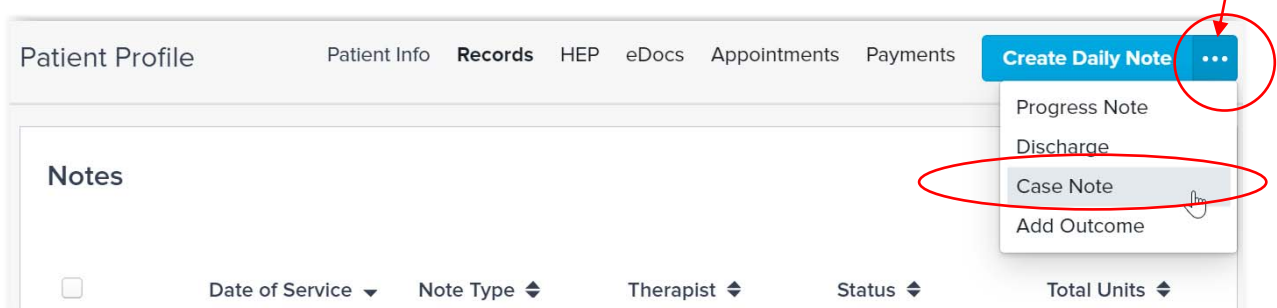 Patient Profile Patient Info Records HEP eDocs Appointments Payments Create Daily Note ...
Progress Note
Discharge
Notes
Case Note
Add Outcome
Date of Service Note Type Therapist Status Total Units